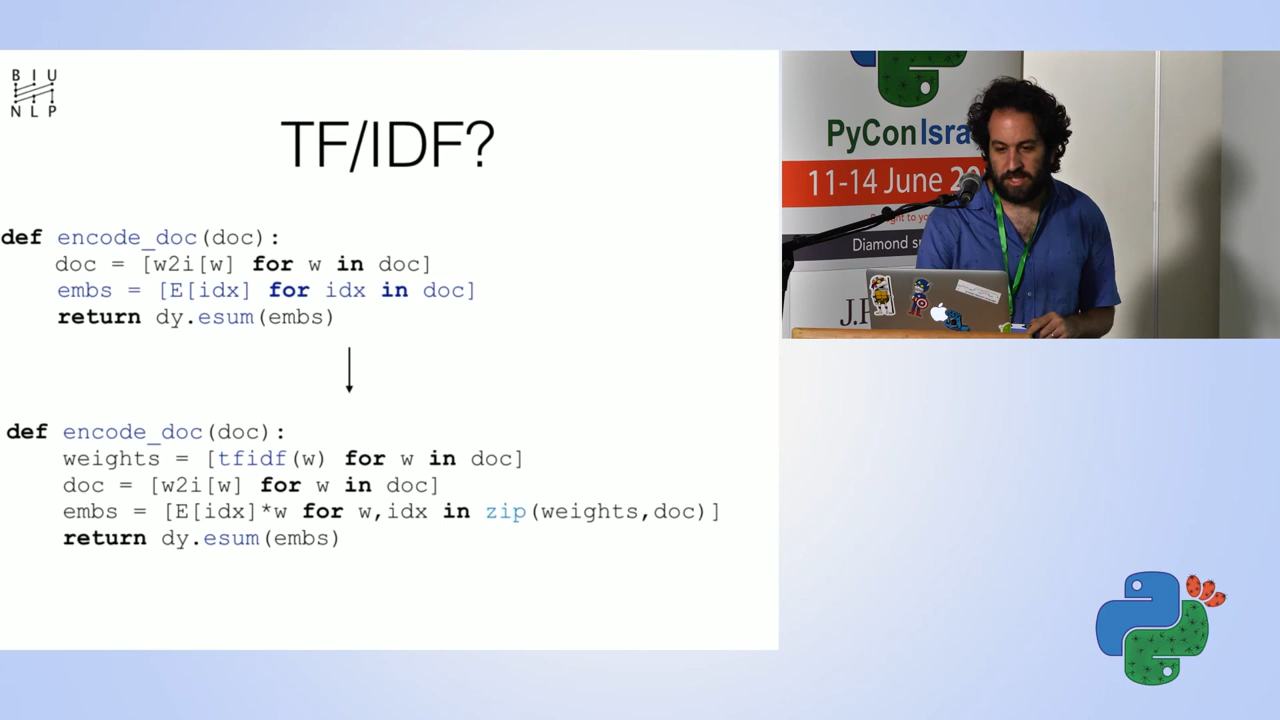 B I U
N L P
TF/IDF?
def encode_doc(doc):
doc = [w2i[w] for w in doc]
embs = [E[idx] for idx in doc]
return dy.esum(embs)
def encode_doc(doc):
weights = [tfidf(w) for w in doc]
doc = [w2i[w] for w in doc]
embs = [E[idx]*w for w,idx in zip(weights,doc)]
return dy.esum(embs)
PyCon Isra
11-14 June 20
to yo
Diamond s
J.P